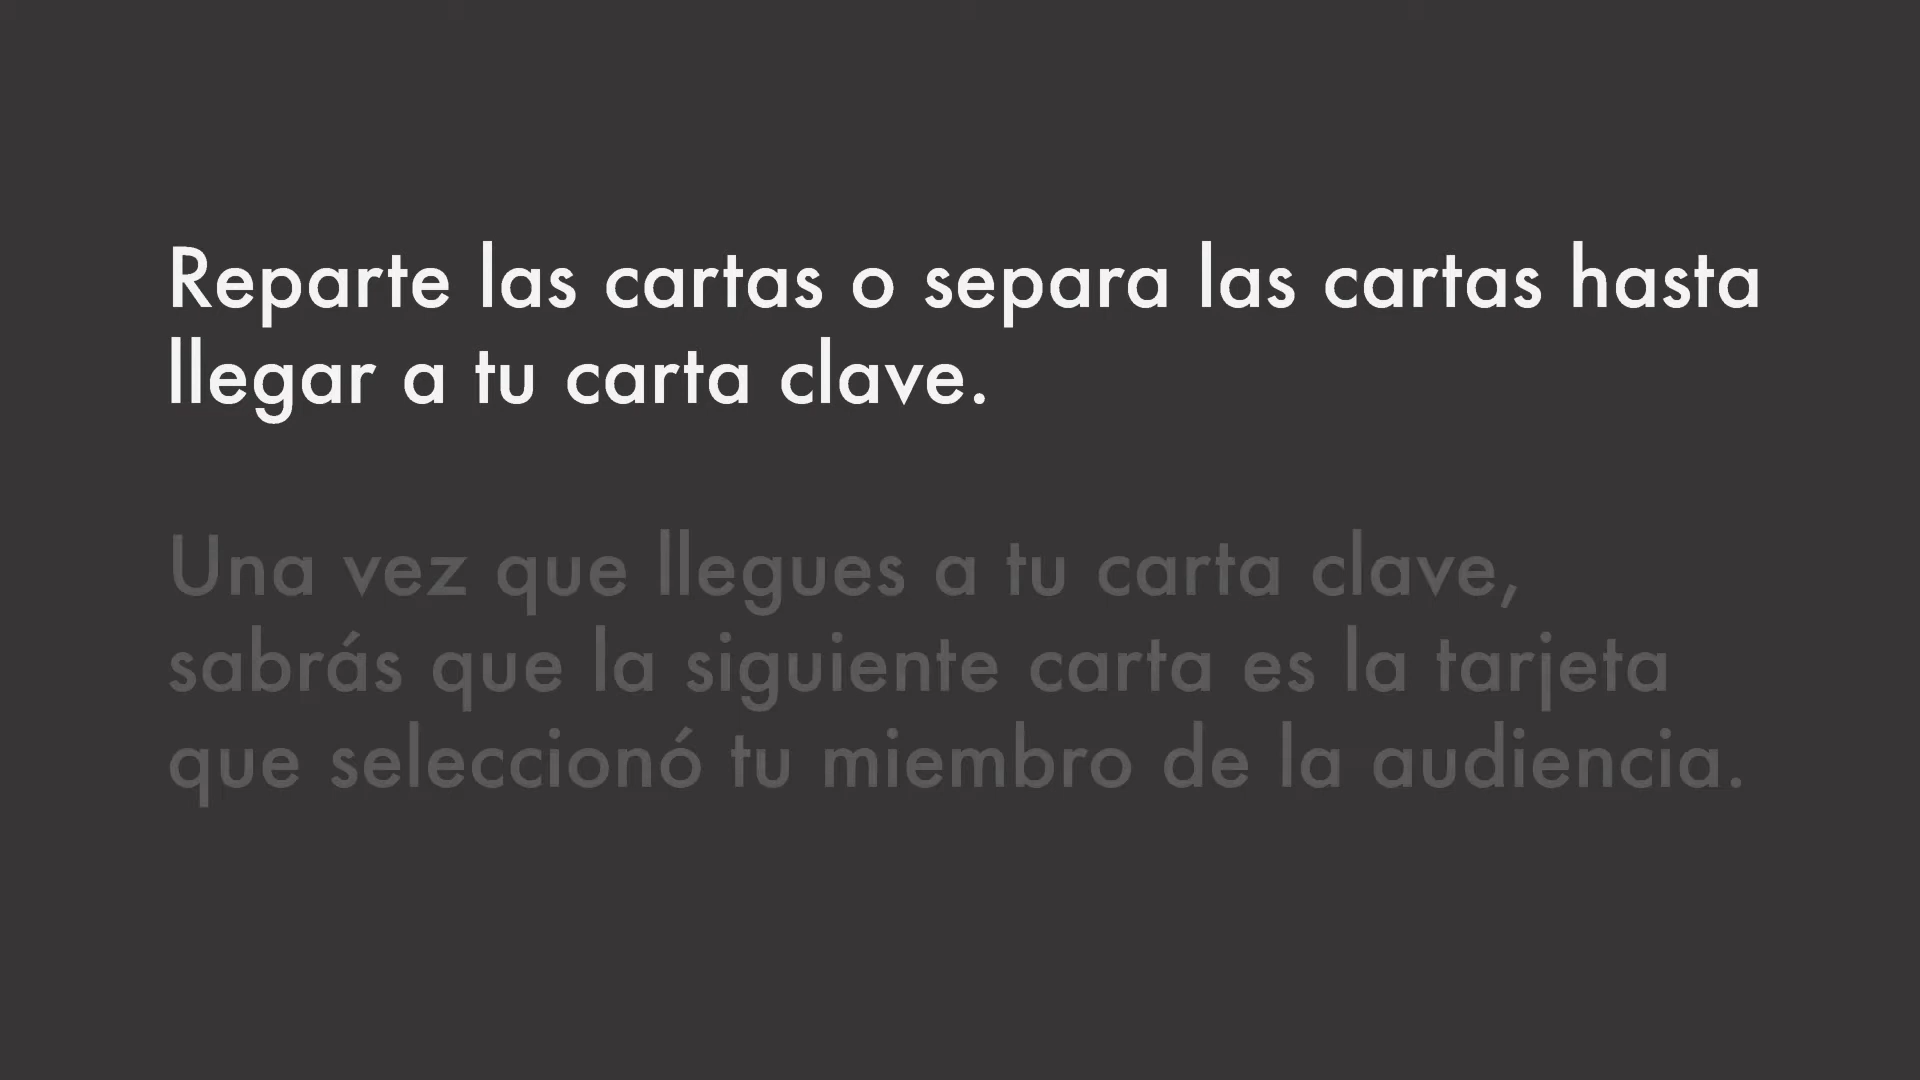 Reparte las cartas o separa las cartas hasta
llegar a tu carta clave.
Una vez que llegues a tu carta clave,
sabrás que la siguiente carta es la tarjeta
que seleccionó tu miembro de la audiencia.